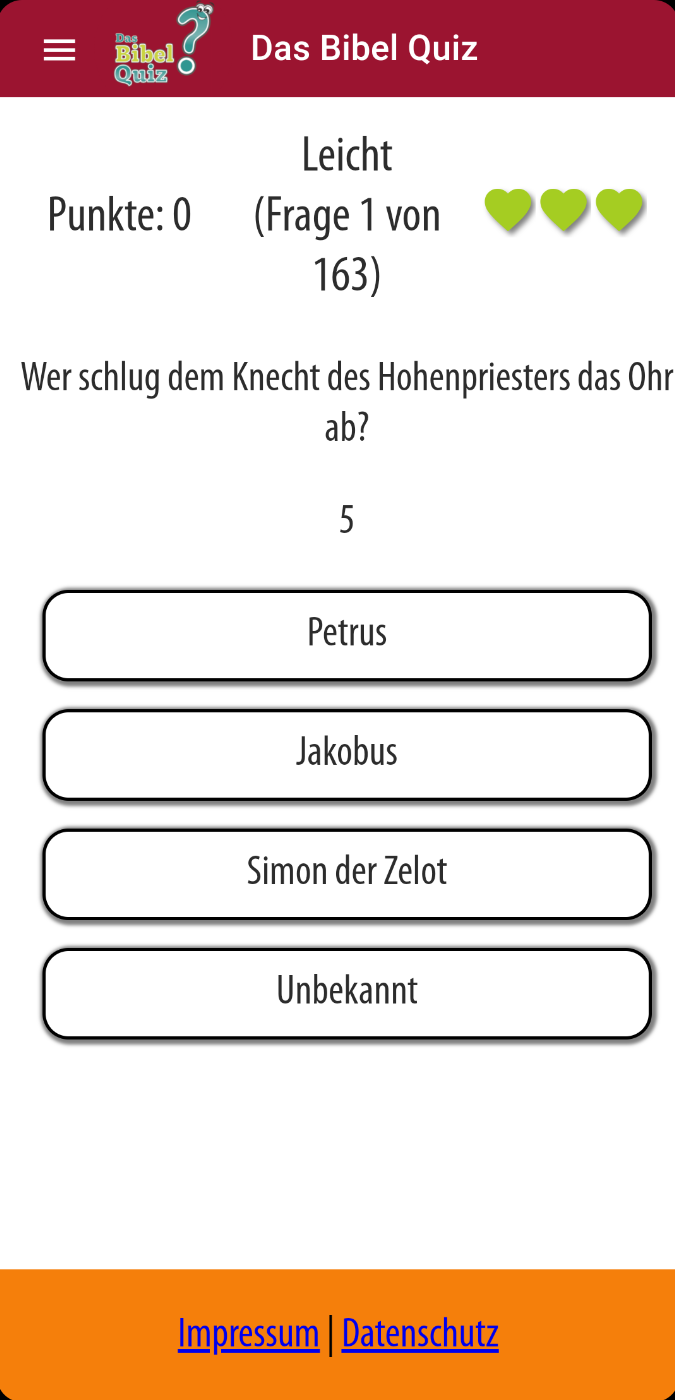 Das
Bibel
Quiz
Das Bibel Quiz
Punkte: 0
Leicht
(Frage 1 von
163)
Wer schlug dem Knecht des Hohenpriesters das Ohr
ab?
5
Petrus
Jakobus
Simon der Zelot
Unbekannt
Impressum | Datenschutz